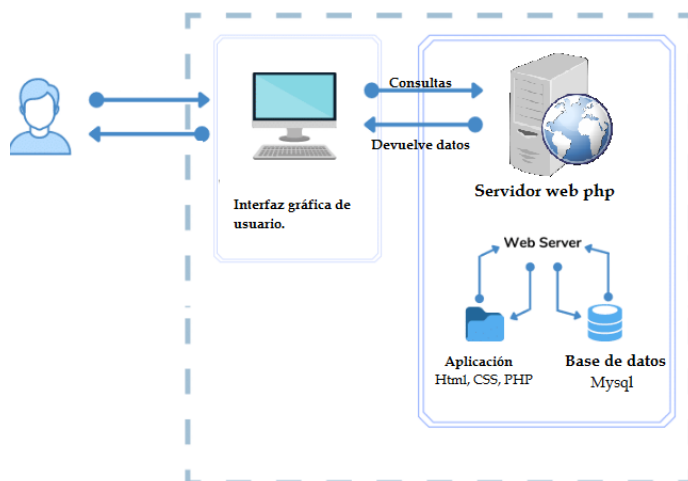 Consultas
Devuelve datos
Interfaz gráfica de
usuario.
Servidor web php
Web Server
Aplicación
Html, CSS, PHP
Base de datos
Mysql